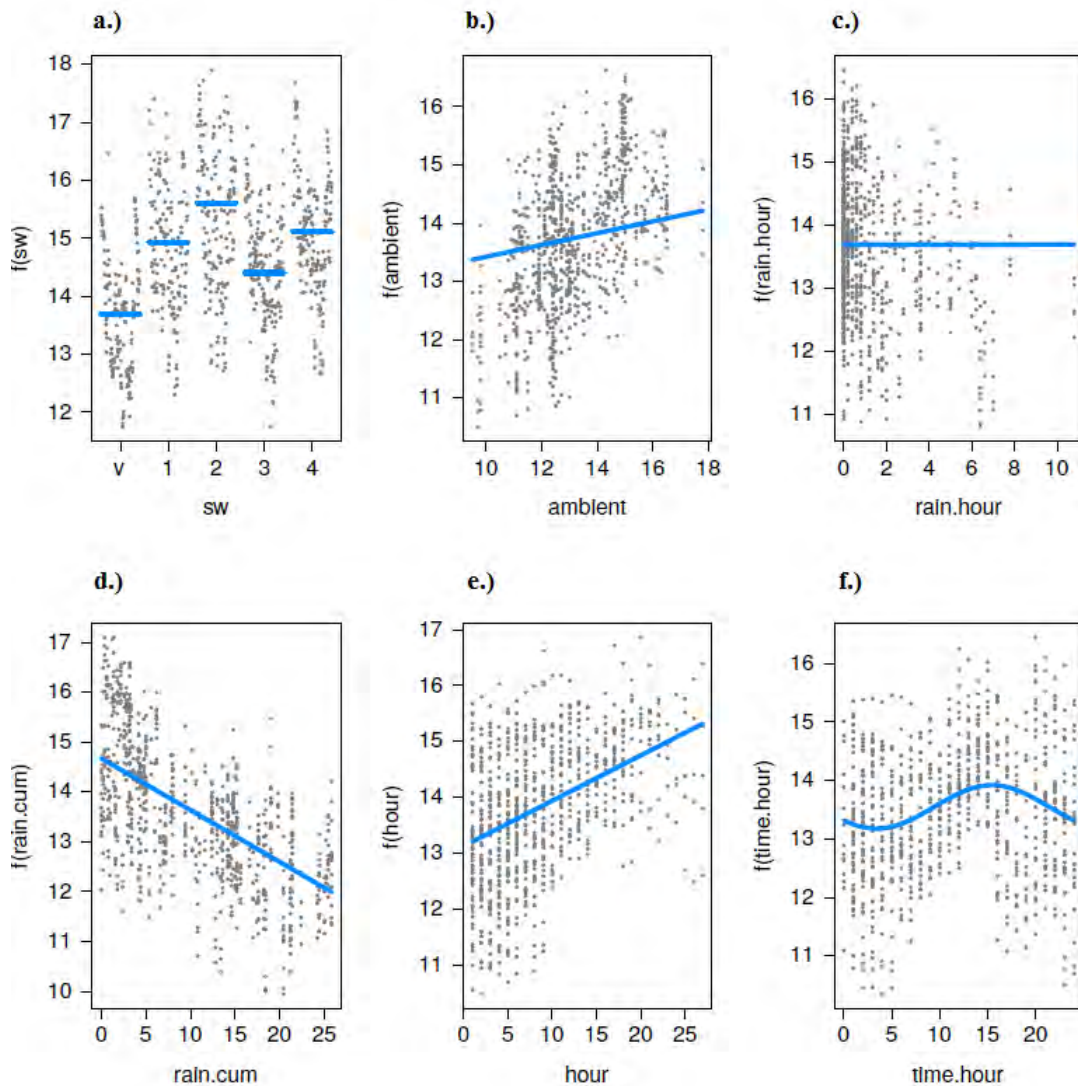 a.)
f(sw)
18
17
16
15
14
13
12
v 1 2 3 4
sw
b.)
f(ambient)
16
15
14
13
12
11
10 12 14 16 18
ambient
c.)
f(rain.hour)
16
15
14
13
12
11
0 2 4 6 8 10
rain.hour
d.)
f(rain.cum)
17
16
15
14
13
12
11
10
0 5 10 15 20 25
rain.cum
e.)
f(hour)
17
16
15
14
13
12
11
0 5 10 15 20 25
hour
f.)
f(time.hour)
16
15
14
13
12
11
0 5 10 15 20
time.hour